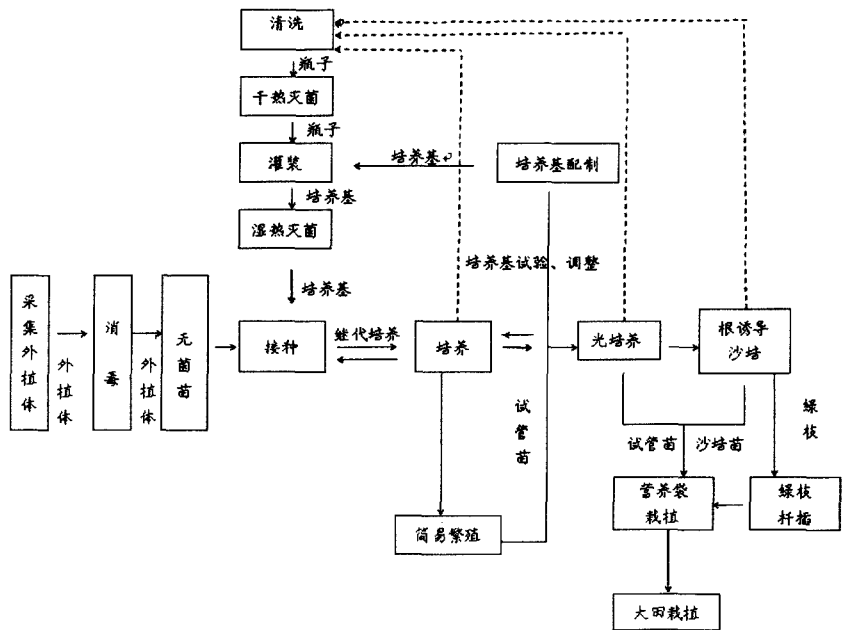 清洗
瓶子
干热灭菌
瓶子
灌装
培养基
培养基配制
培养基
湿热灭菌
培养基试验、调整
培养基
采集外植体
外植体
消毒
外植体
无菌苗
接种
继代培养
培养
试管苗
光培养
根诱导
沙培
绿枝
试管苗
沙培苗
营养袋
栽植
绿枝
扦插
简易繁殖
大田栽植